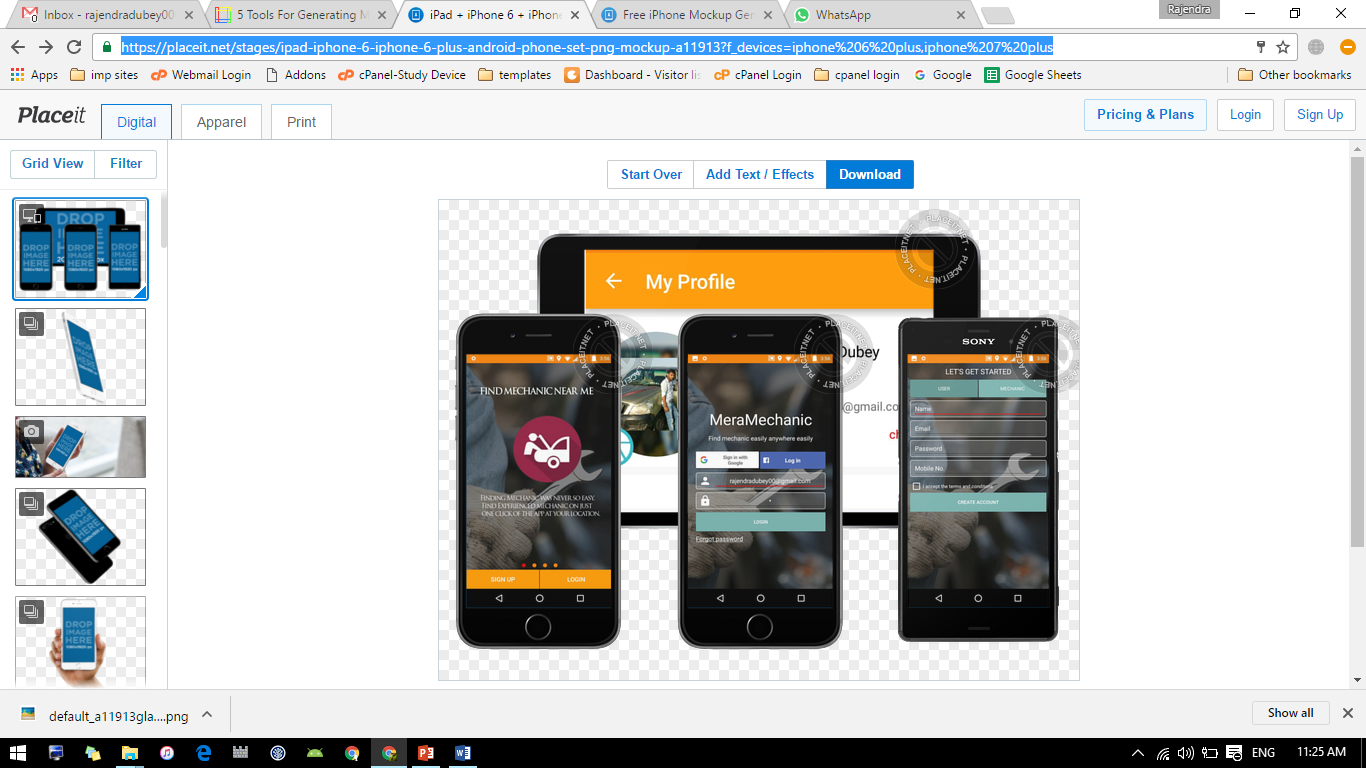 Inbox - rajendradubey00
5 Tools For Generating M
iPad + iPhone 6 + iPhone
Free iPhone Mockup Gen
WhatsApp
Rajendra
https://placeit.net/stages/ipad-iphone-6-iphone-6-plus-android-phone-set-png-mockup-a11913?f_devices=iphone%206%20plus,iphone%207%20plus
Apps
imp sites
Webmail Login
Addons
cPanel-Study Device
templates
Dashboard - Visitor lis
cPanel Login
cpanel login
Google
Google Sheets
Other bookmarks
Placeit
Digital
Apparel
Print
Pricing & Plans
Login
Sign Up
Grid View
Filter
Start Over
Add Text / Effects
Download
DROP
DROP IMAGE HERE
DROP IMAGE HERE
DROP IMAGE HERE
DROP IMAGE HERE
DROP IMAGE HERE
PLACEIT.NET • PLACEIT.NET
My Profile
Dubey
@gmail.co
ch
FIND MECHANIC NEAR ME
FINDING MECHANIC WAS NEVER SO EASY.
FIND EXPERIENCED MECHANIC ON JUST
ONE CLICK OF THE APP AT YOUR LOCATION.
SIGN UP
LOGIN
MeraMechanic
Find mechanic easily anywhere easily
Sign in with
Google
Log in
rajendradubey00@gmail.com
LOGIN
Forgot password
SONY
LET'S GET STARTED
USER
MECHANIC
Name
Email
Password
Mobile No.
I accept the terms and conditions
CREATE ACCOUNT
default_a11913gla....png
Show all
ENG
11:25 AM